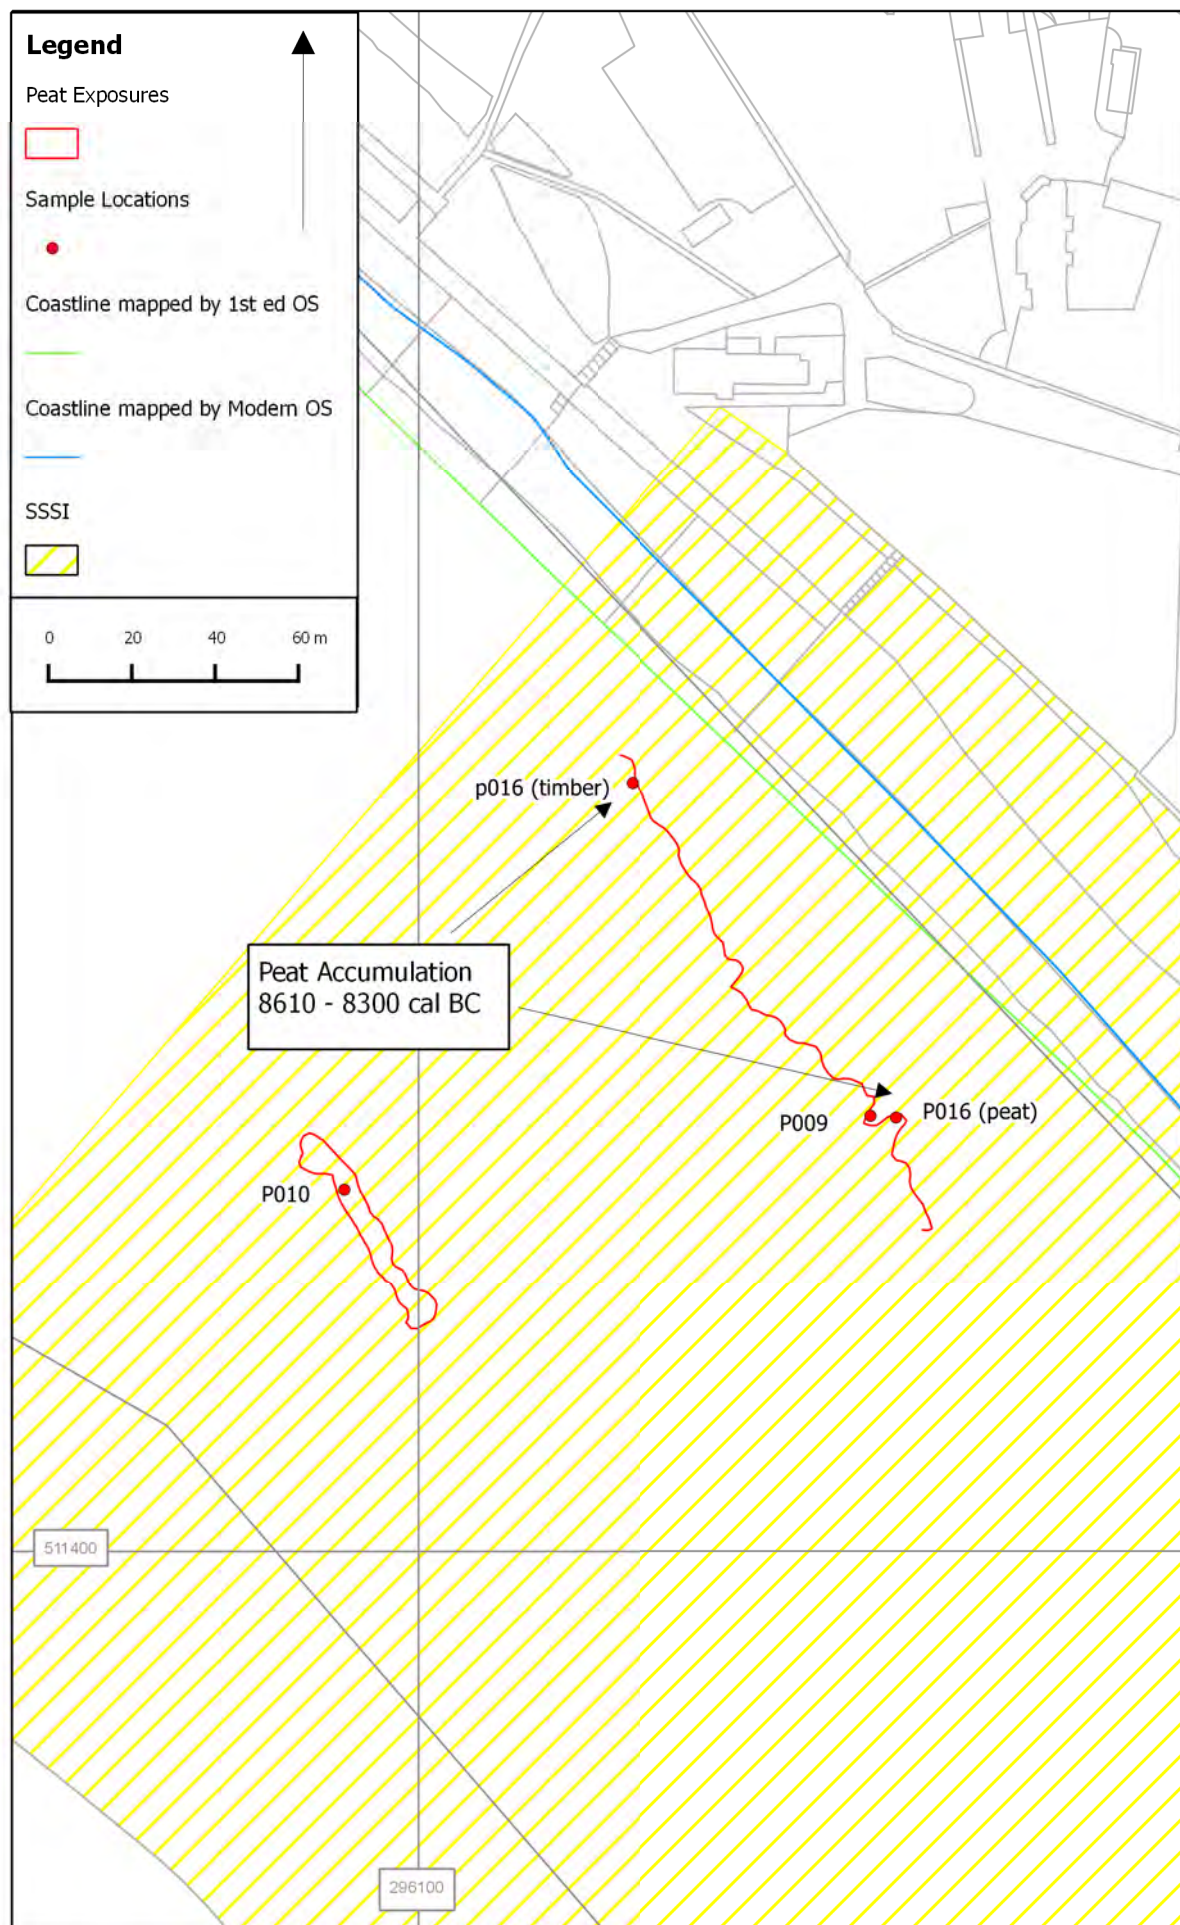 Legend
Peat Exposures
Sample Locations
Coastline mapped by 1st ed OS
Coastline mapped by Modern OS
SSSI
0 20 40 60 m
p016 (timber)
Peat Accumulation
8610 - 8300 cal BC
P009
P016 (peat)
P010
511400
296100